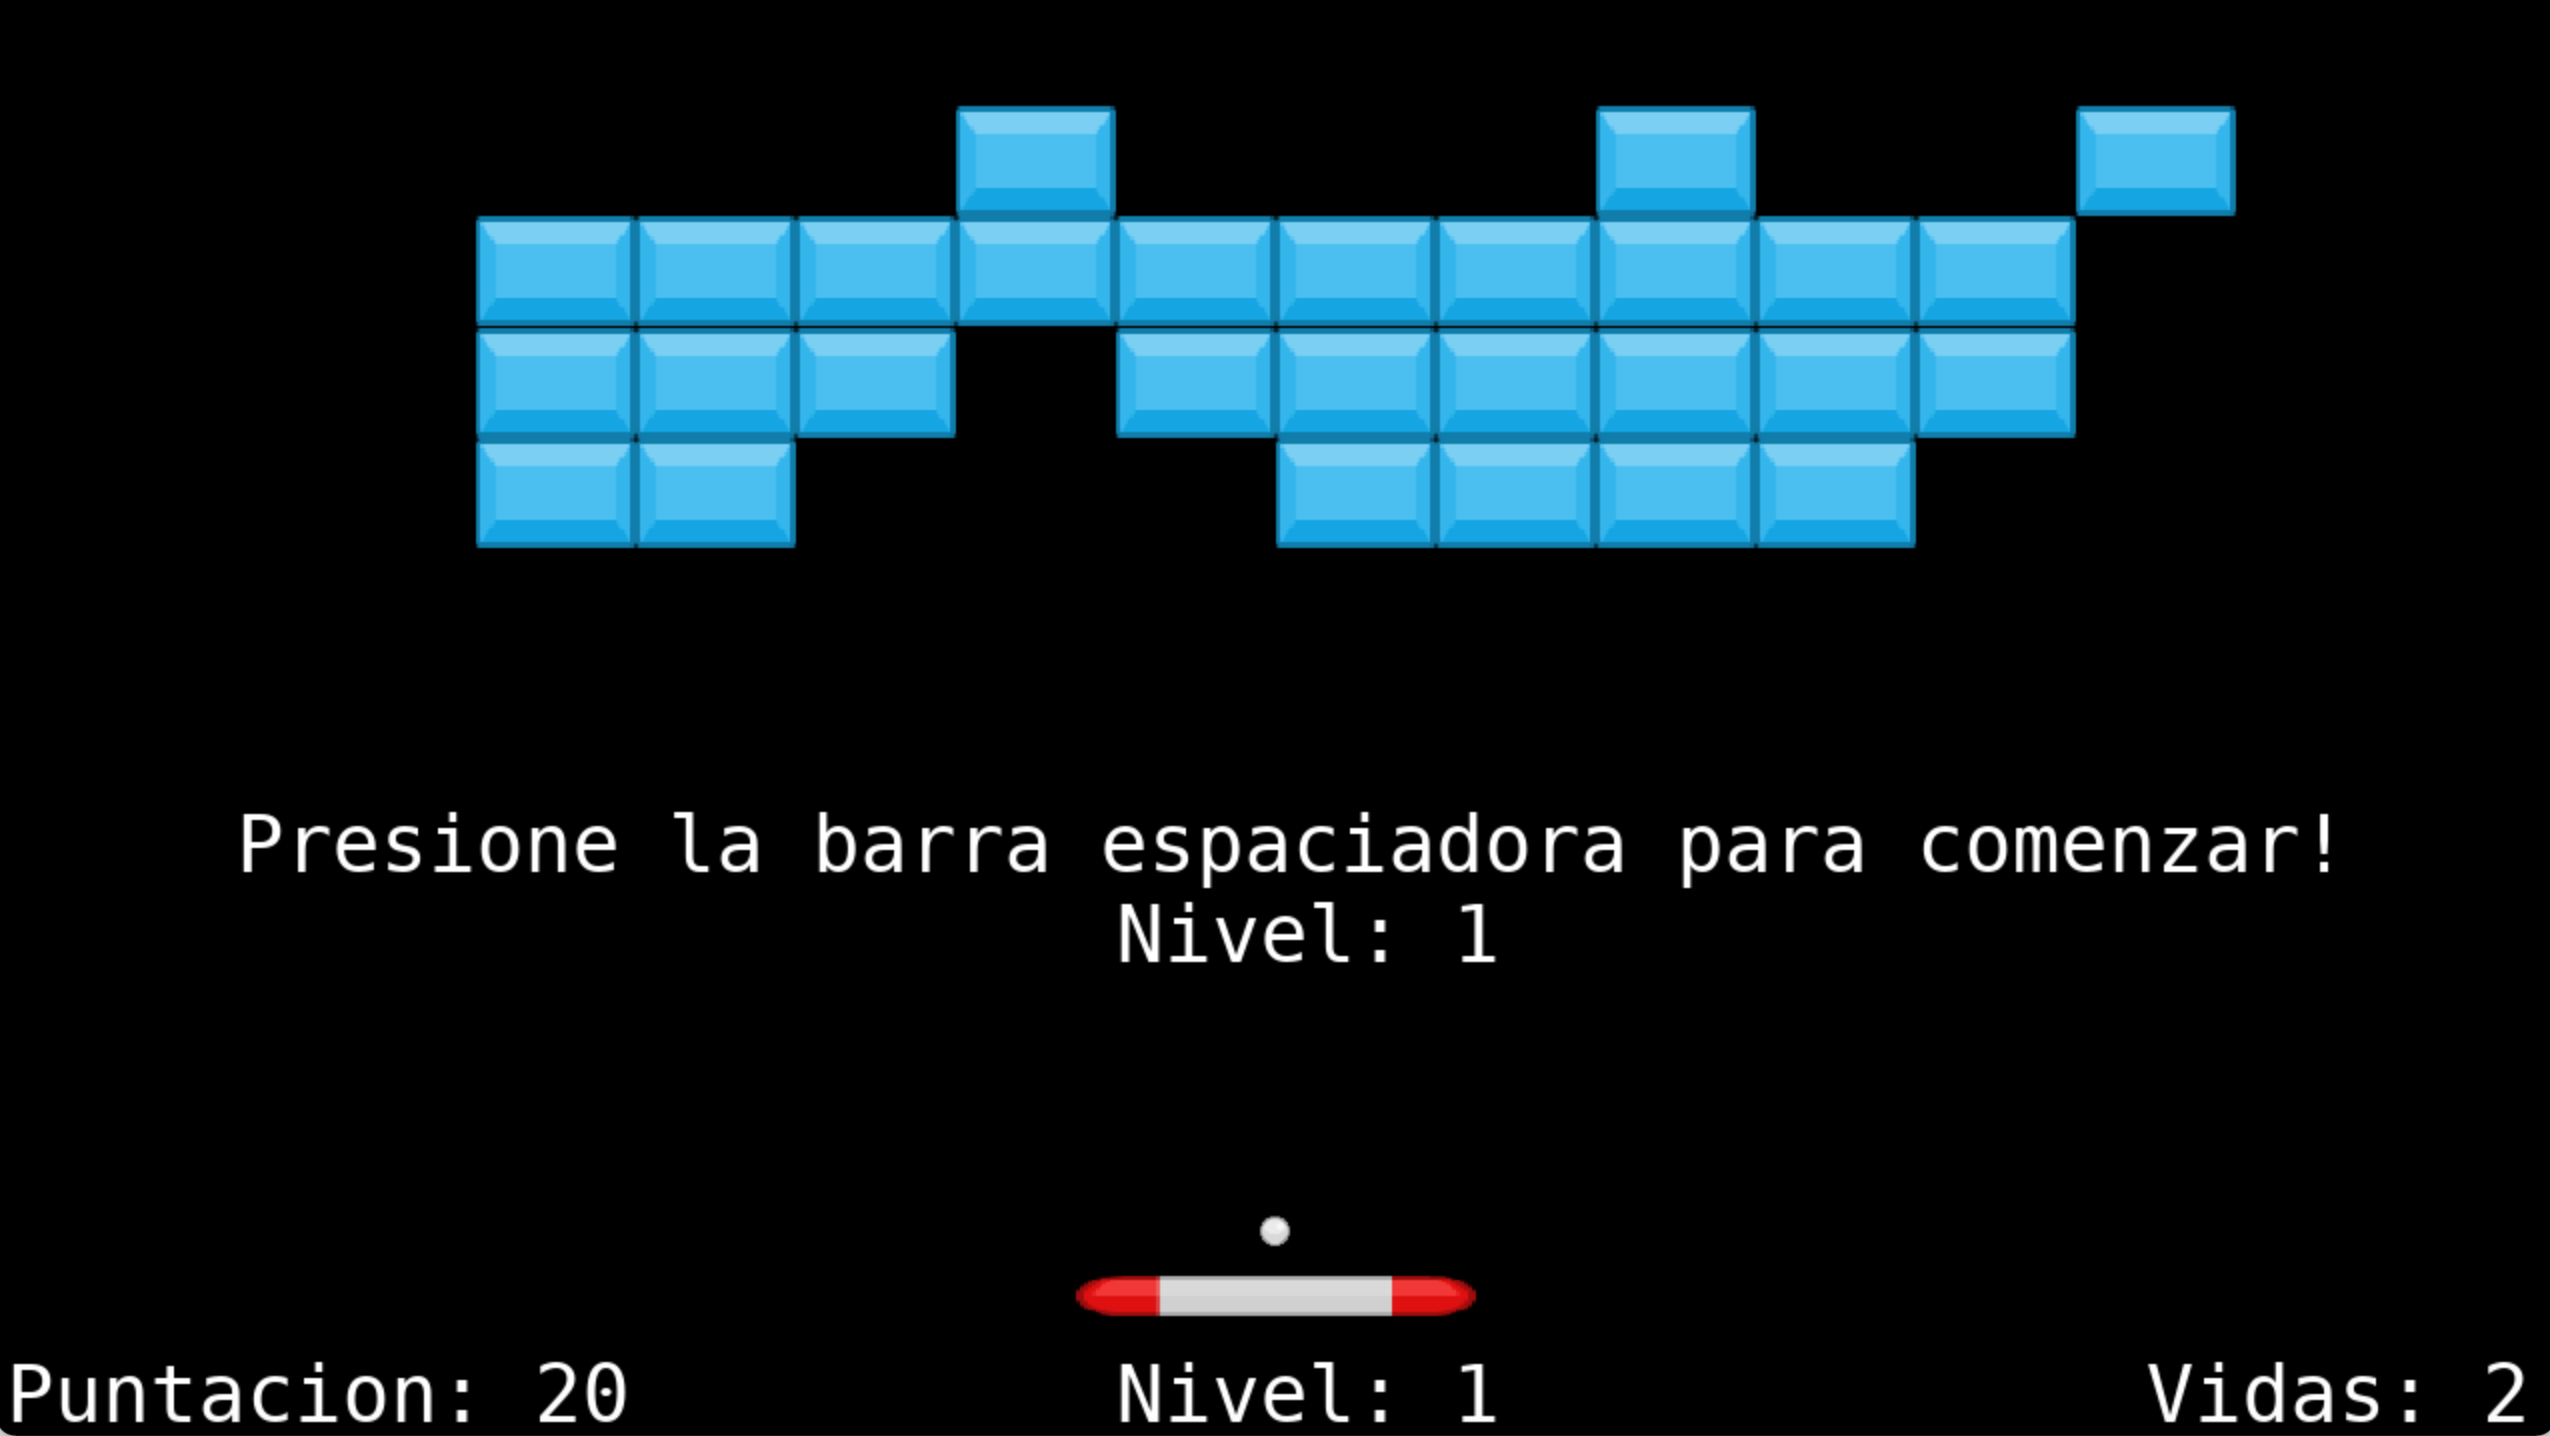 Presione la barra espaciadora para comenzar!
Nivel: 1
Puntacion: 20 Nivel: 1 Vidas: 2